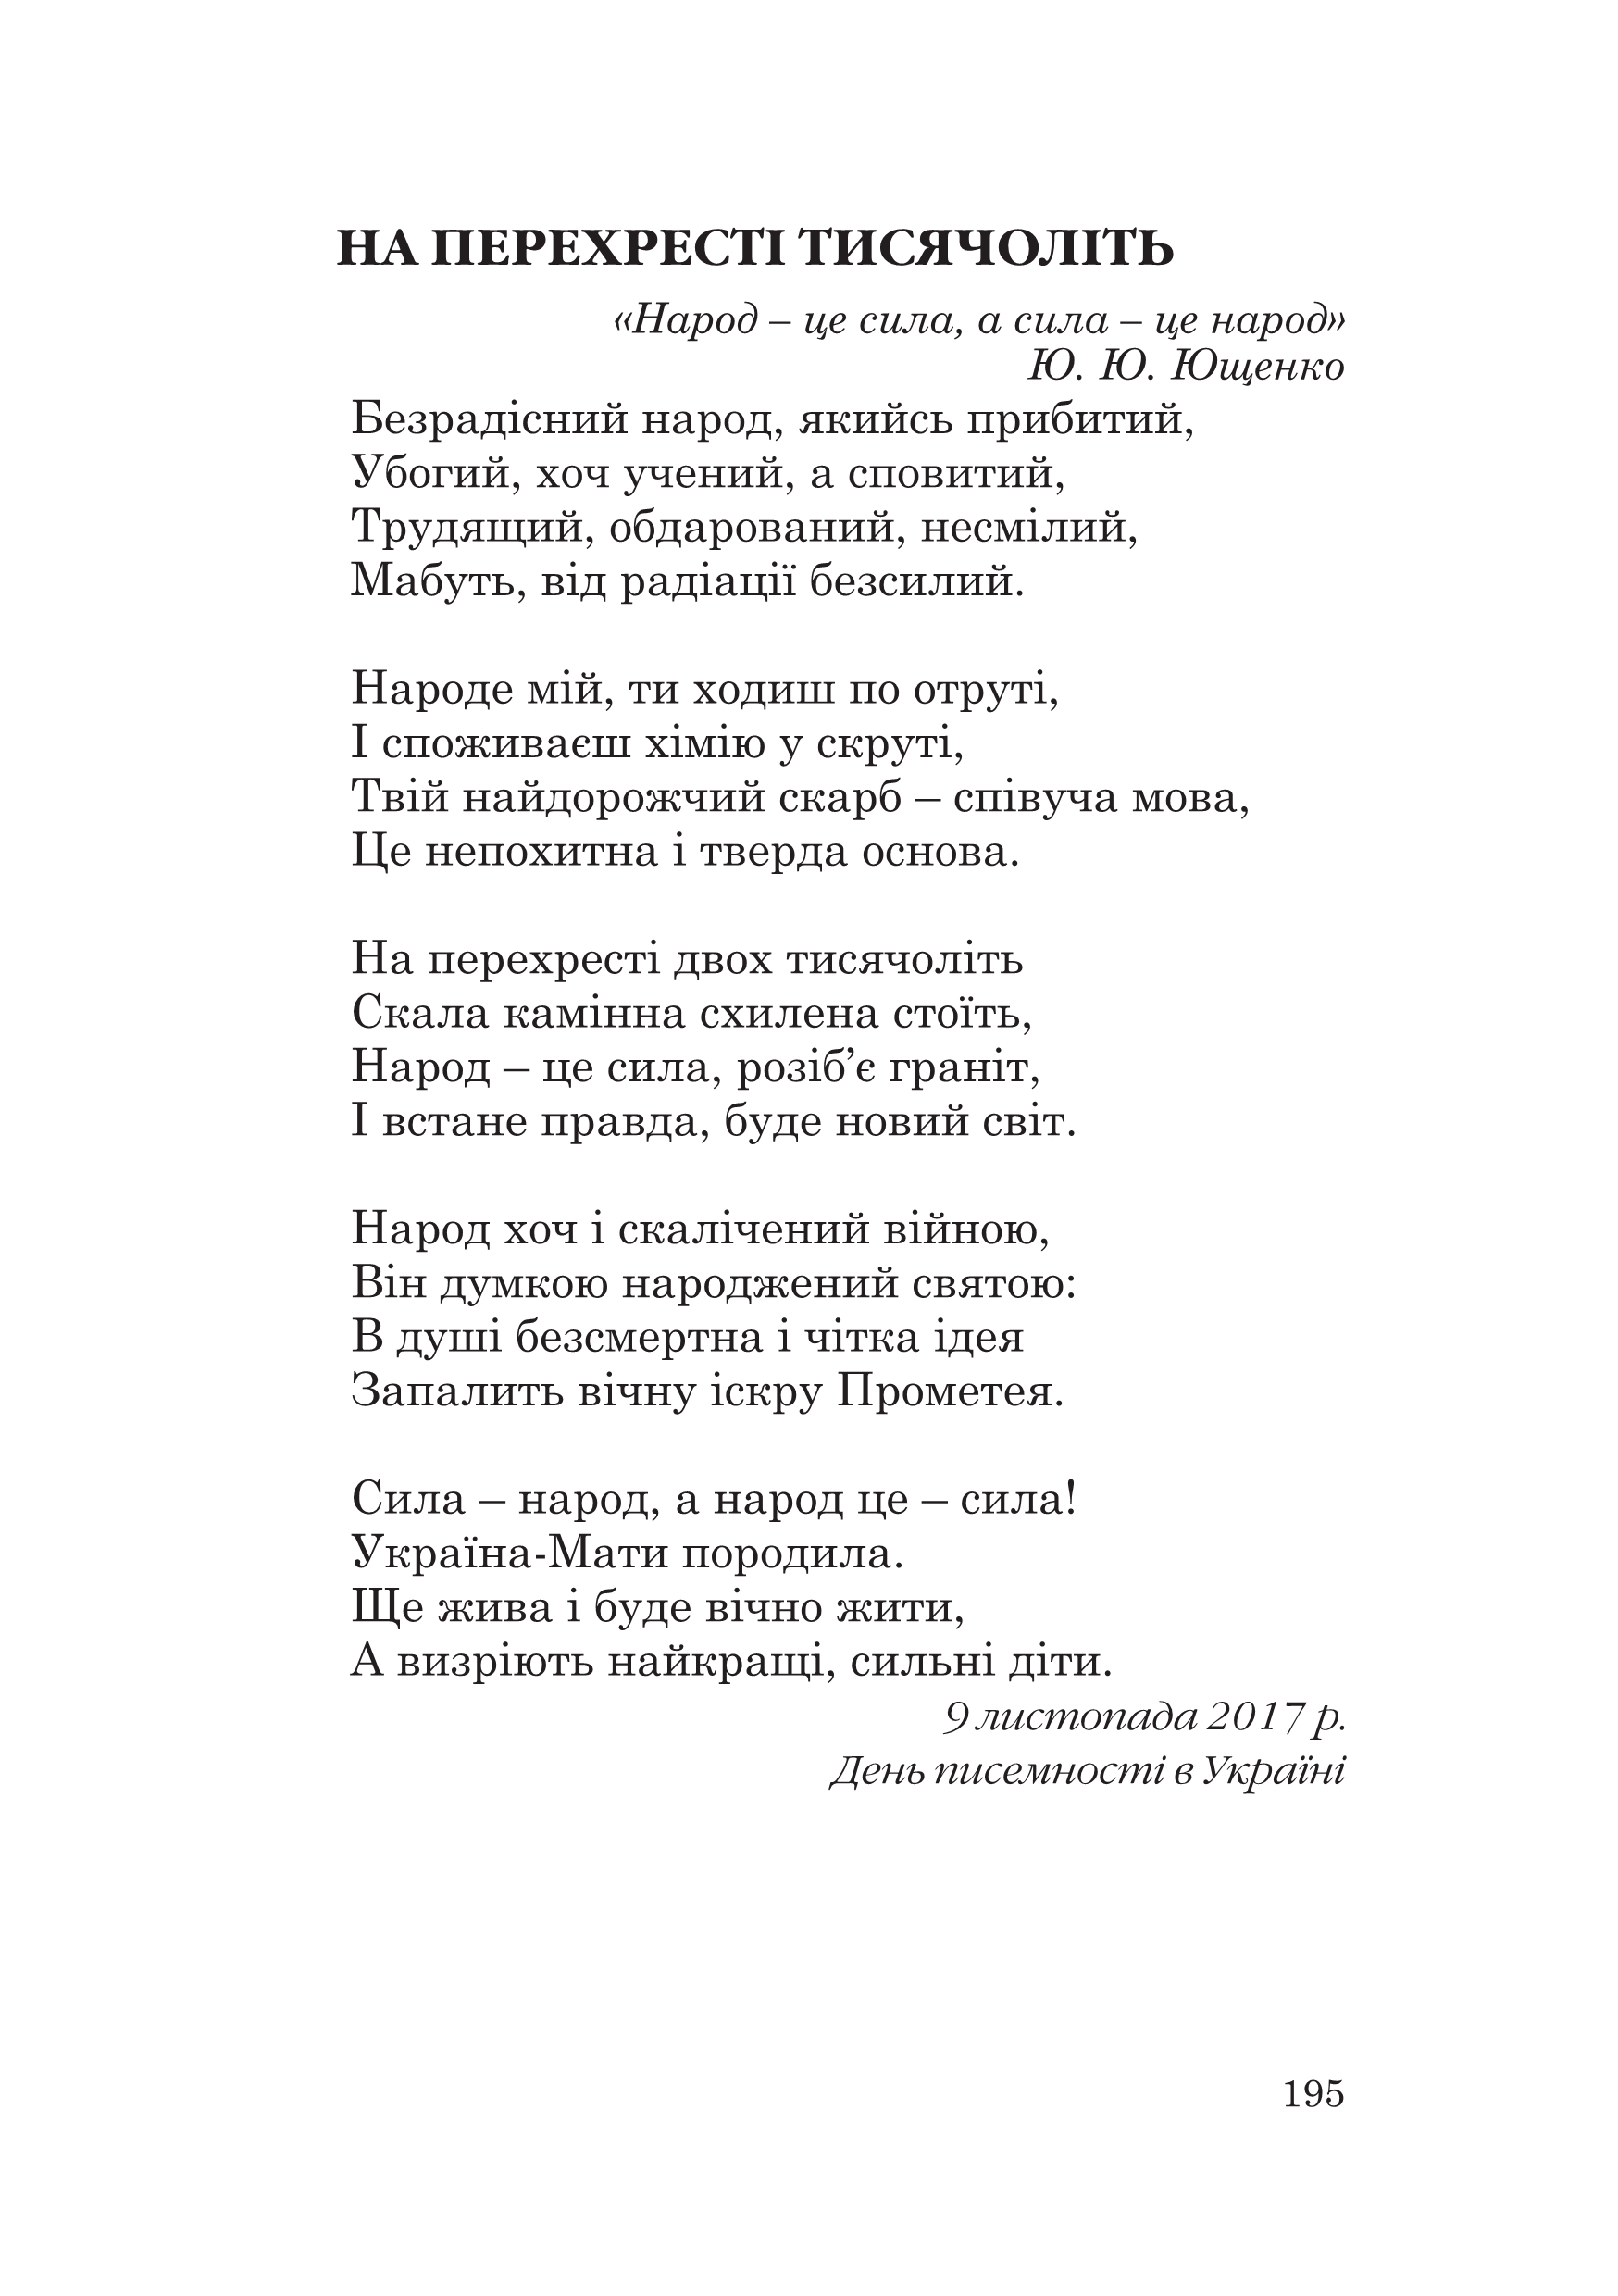 НА ПЕРЕХРЕСТІ ТИСЯЧОЛІТЬ
«Народ – це сила, а сила – це народ»
Ю. Ю. Ющенко
Безрадісний народ, якийсь прибитий,
Убогий, хоч учений, а сповитий,
Трудящий, обдарований, несмілий,
Мабуть, від радіації безсилий.
Народе мій, ти ходиш по отруті,
І споживаєш хімію у скруті,
Твій найдорожчий скарб – співуча мова,
Це непохитна і тверда основа.
На перехресті двох тисячоліть
Скала камінна схилена стоїть,
Народ – це сила, розіб’є граніт,
І встане правда, буде новий світ.
Народ хоч і скалічений війною,
Він думкою народжений святою:
В душі безсмертна і чітка ідея
Запалить вічну іскру Прометея.
Сила – народ, а народ це – сила!
Україна-Мати породила.
Ще жива і буде вічно жити,
А визріють найкращі, сильні діти.
9 листопада 2017 р.
День писемності в Україні
195